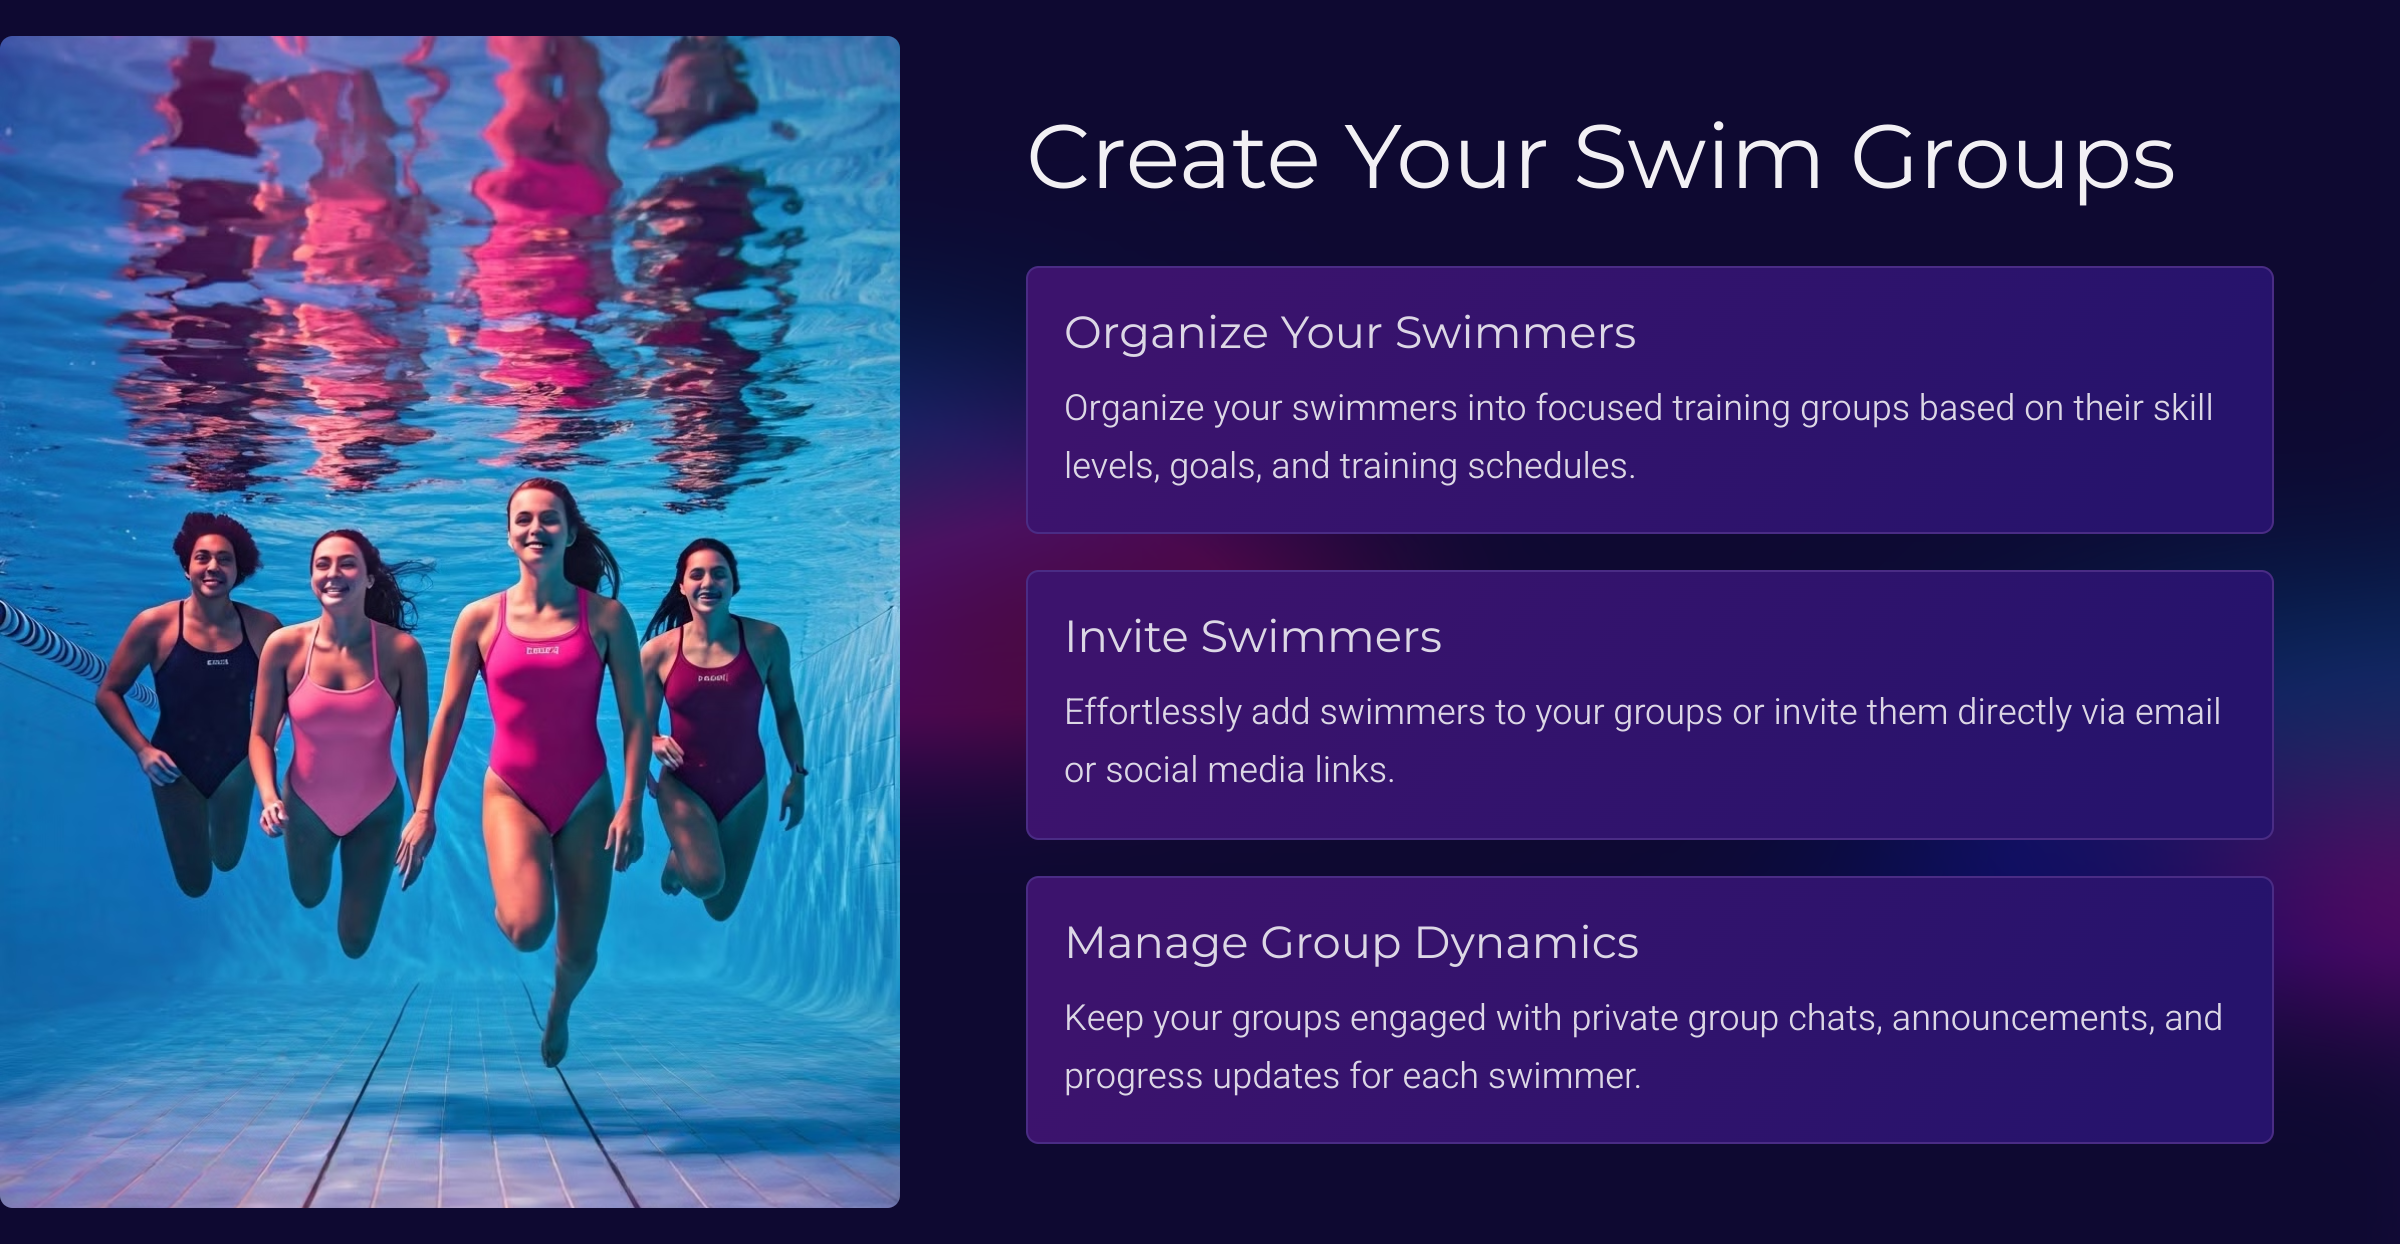 Create Your Swim Groups
Organize Your Swimmers
Organize your swimmers into focused training groups based on their skill
levels, goals, and training schedules.
Invite Swimmers
Effortlessly add swimmers to your groups or invite them directly via email
or social media links.
Manage Group Dynamics
Keep your groups engaged with private group chats, announcements, and
progress updates for each swimmer.